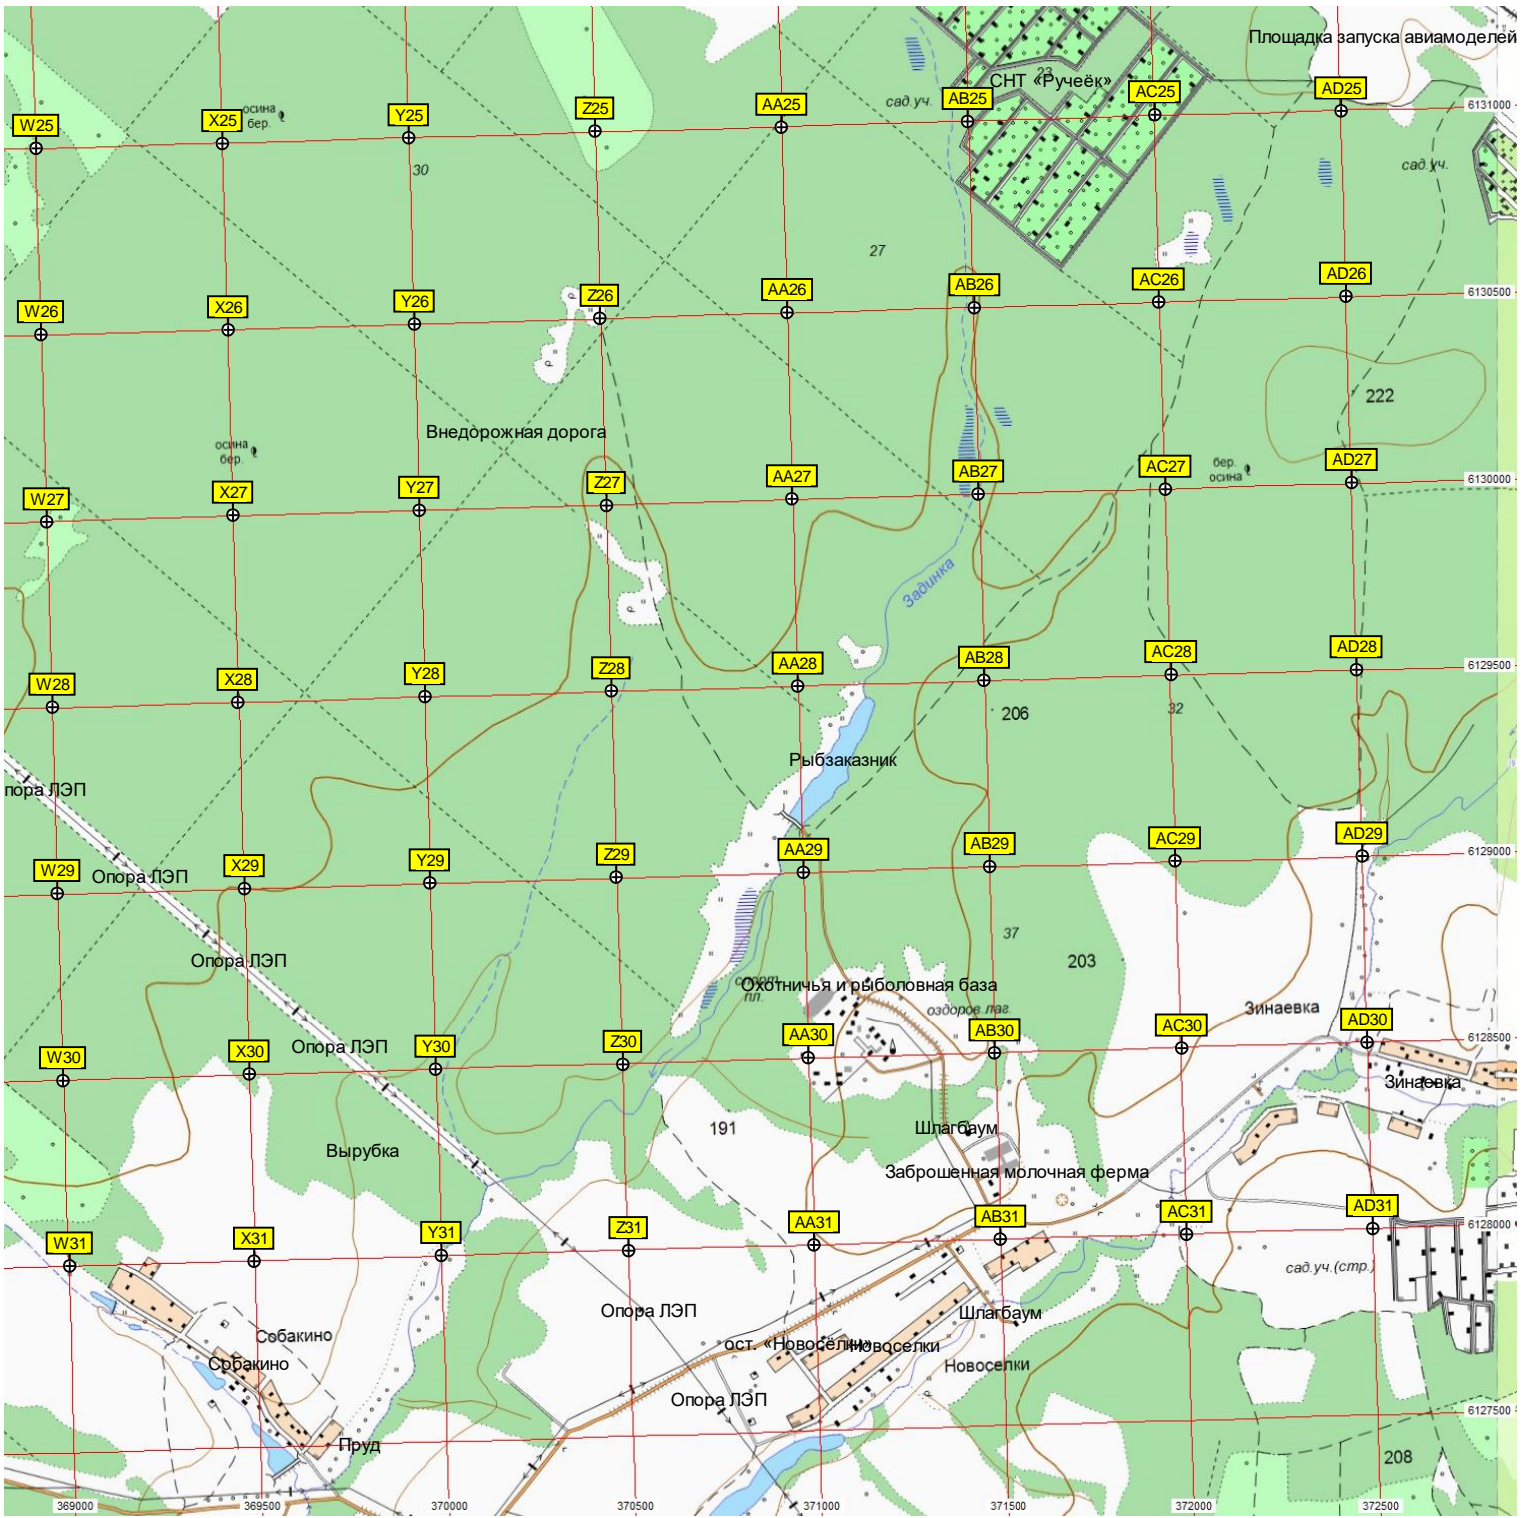 Площадка запуска авиамоделей
23
СНТ «Ручеёк»
сад.уч.
осина
бер.
W25
X25
Y25
Z25
AA25
AB25
AC25
AD25
6131000
30
сад.уч.
27
W26
X26
Y26
Z26
AA26
AB26
AC26
AD26
6130500
222
Внедорожная дорога
осина
бер.
бер.
осина
W27
X27
Y27
Z27
AA27
AB27
AC27
AD27
6130000
Задинка
W28
X28
Y28
Z28
AA28
AB28
AC28
AD28
6129500
206
32
Рыбзаказник
пора ЛЭП
W29
X29
Y29
Z29
AA29
AB29
AC29
AD29
6129000
Опора ЛЭП
37
203
Опора ЛЭП
спорт.
пл.
Охотничья и рыболовная база
оздоров.лаг.
Зинаевка
W30
X30
Y30
Z30
AA30
AB30
AC30
AD30
6128500
Опора ЛЭП
Зинаевка
191
Шлагбаум
Вырубка
Заброшенная молочная ферма
W31
X31
Y31
Z31
AA31
AB31
AC31
AD31
6128000
сад.уч.(стр.)
Опора ЛЭП
Шлагбаум
Собакино
ост. «Новосёлки»
Новоселки
Собакино
Новоселки
Опора ЛЭП
6127500
Пруд
208
369000
369500
370000
370500
371000
371500
372000
372500